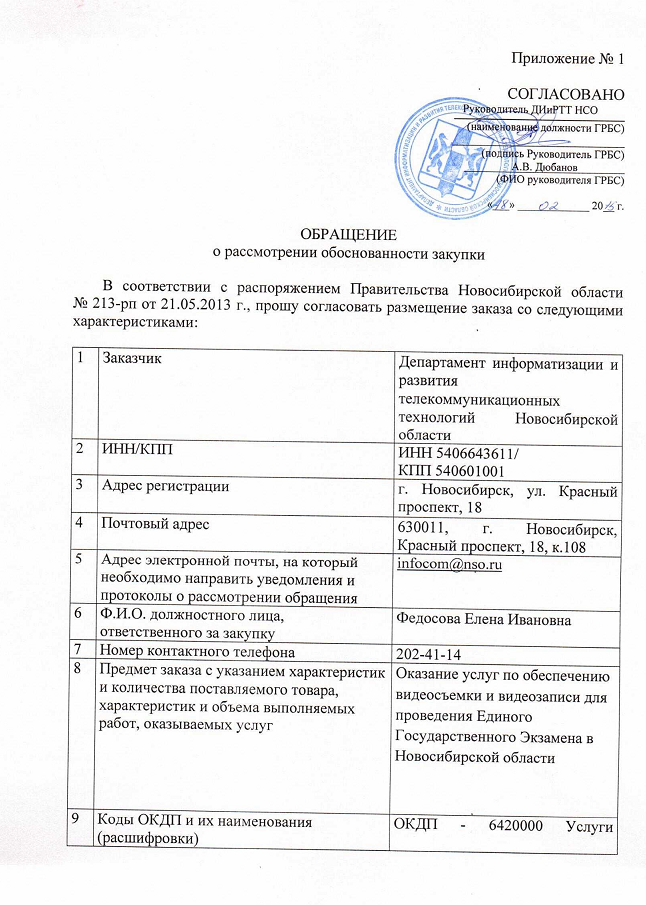 Приложение № 1
СОГЛАСОВАНО
Руководитель ДИиРТТ НСО
(наименование должности ГРБС)
(подпись Руководитель ГРБС)
А.В. Дюбанов
(ФИО руководителя ГРБС)
«18» 02 2015 г.
ОБРАЩЕНИЕ
о рассмотрении обоснованности закупки
В соответствии с распоряжением Правительства Новосибирской области
№ 213-рп от 21.05.2013 г., прошу согласовать размещение заказа со следующими
характеристиками:
1 Заказчик
Департамент информатизации и
развития
телекоммуникационных
технологий Новосибирской
области
2 ИНН/КПП
ИНН 5406643611/
КПП 540601001
3 Адрес регистрации
г. Новосибирск, ул. Красный
проспект, 18
4 Почтовый адрес
630011, г. Новосибирск,
Красный проспект, 18, к.108
5 Адрес электронной почты, на который
необходимо направить уведомления и
протоколы о рассмотрении обращения
infocom@nso.ru
6 Ф.И.О. должностного лица,
ответственного за закупку
Федосова Елена Ивановна
7 Номер контактного телефона
202-41-14
8 Предмет заказа с указанием характеристик
и количества поставляемого товара,
характеристик и объема выполняемых
работ, оказываемых услуг
Оказание услуг по обеспечению
видеосъемки и видеозаписи для
проведения Единого
Государственного Экзамена в
Новосибирской области
9 Коды ОКДП и их наименования
(расшифровки)
ОКДП - 6420000 Услуги